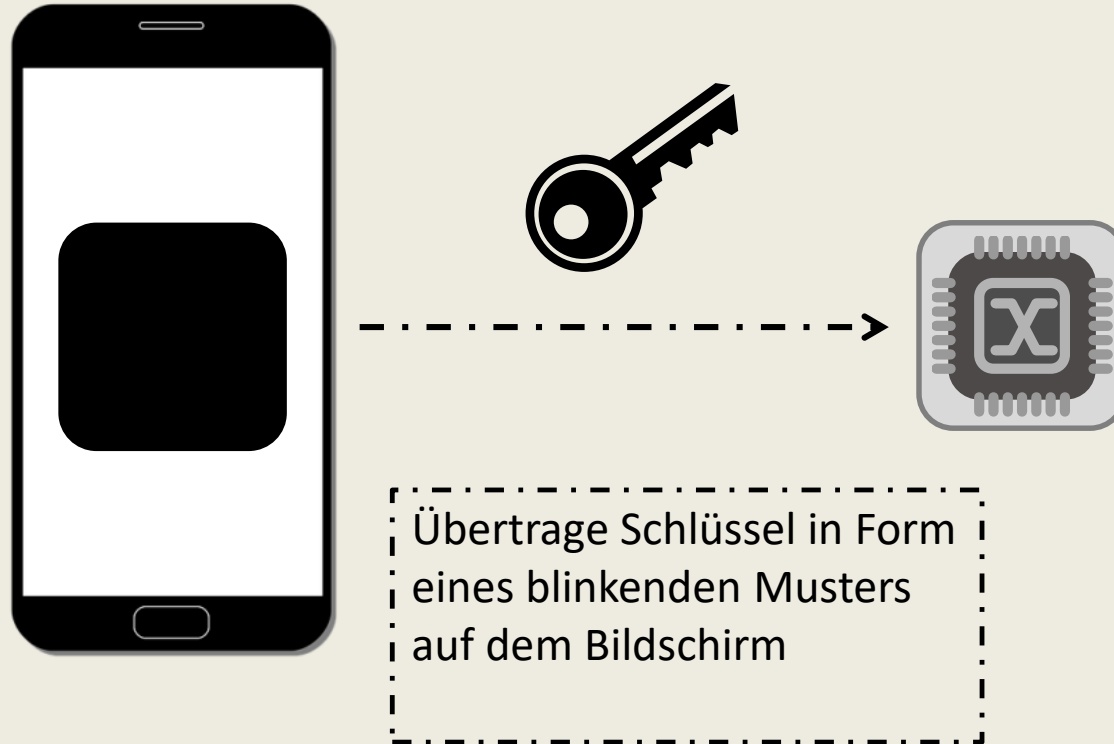 Übertrage Schlüssel in Form
eines blinkenden Musters
auf dem Bildschirm